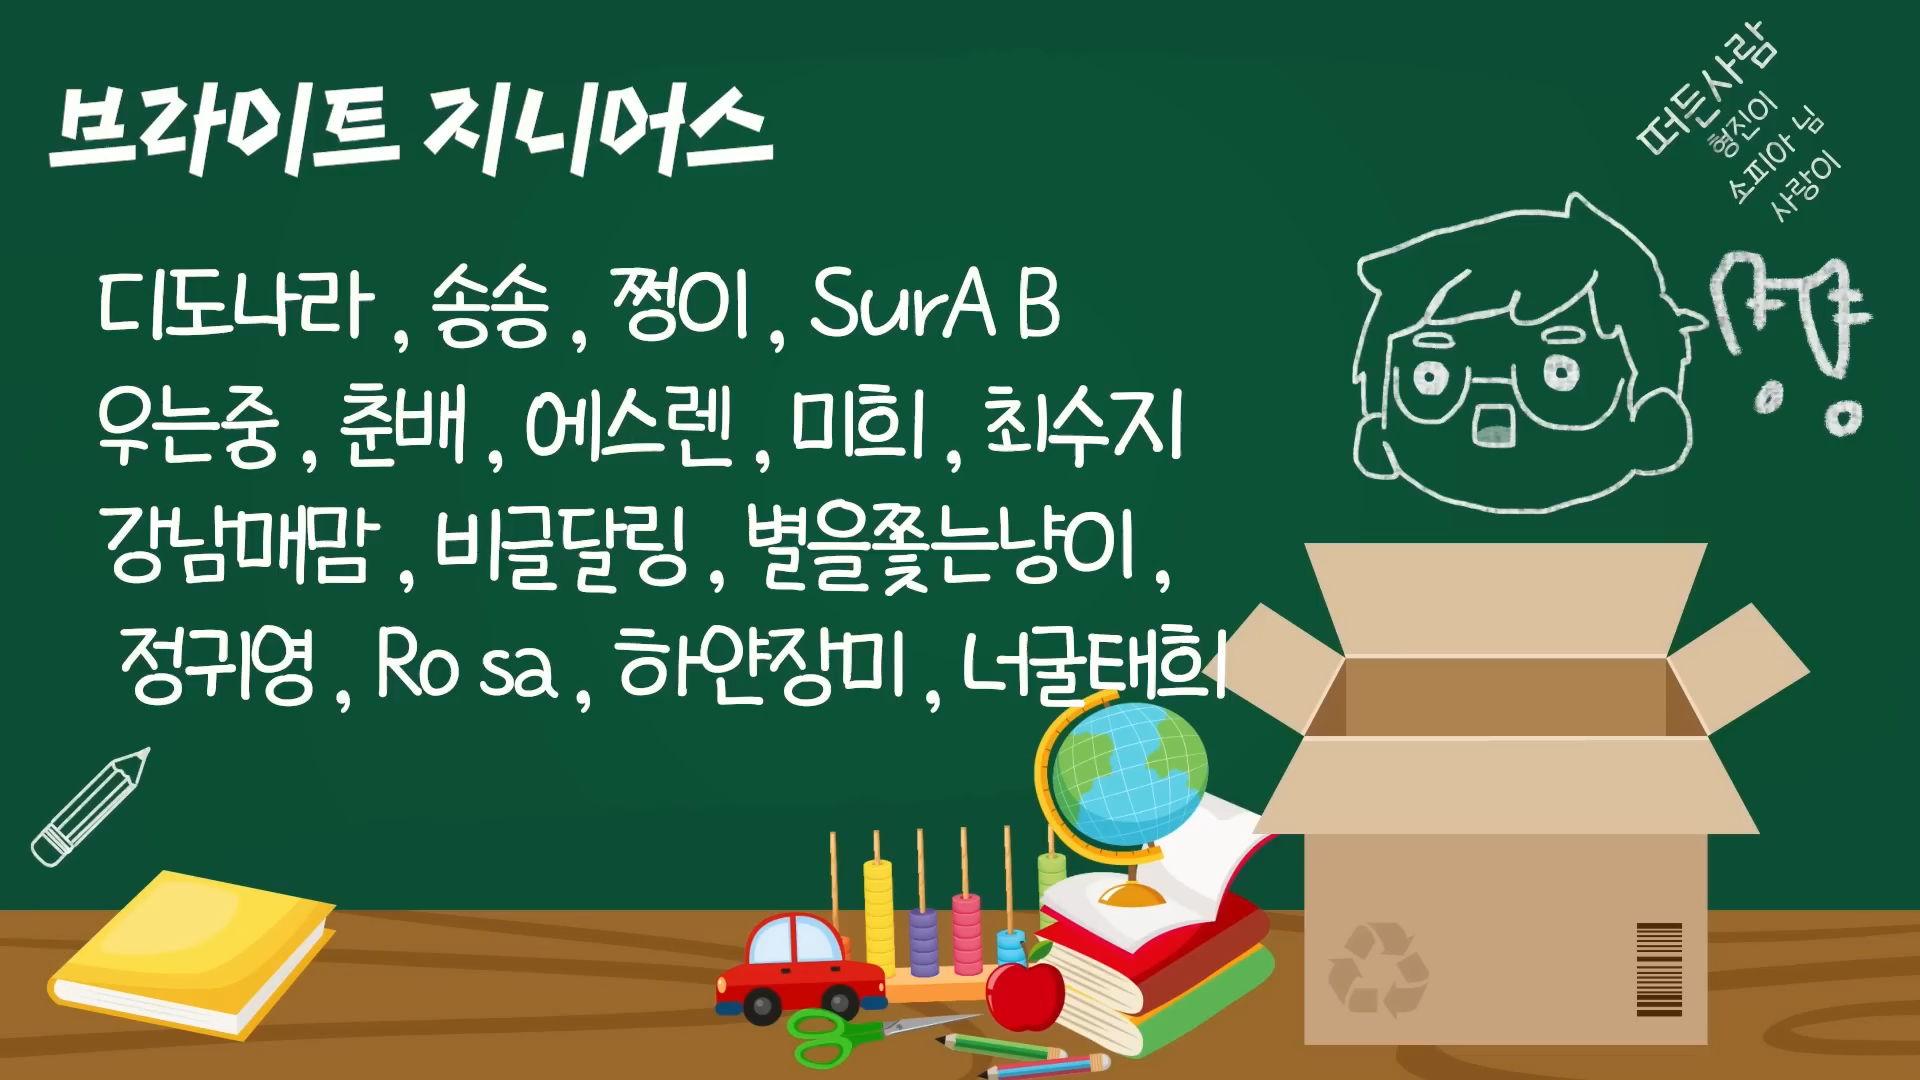 브라이트 지니어스
떠든사람
형진이
소피아 님
사랑이
디도나라 , 송송 , 쩡이 , SurA B
우는중 , 춘배 , 에스렌 , 미희 , 최수지
강남매맘 , 비글달링 , 별을쫓는냥이 ,
정귀영 , Ro sa , 하얀장미 , 너굴태희